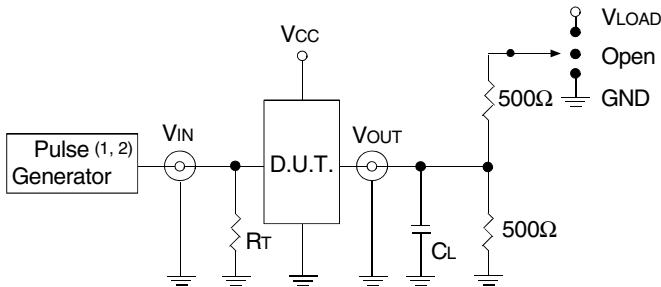 VLOAD
VCC
Open
500Ω
GND
VIN
VOUT
Pulse (1, 2)
Generator
D.U.T.
RT
CL
500Ω